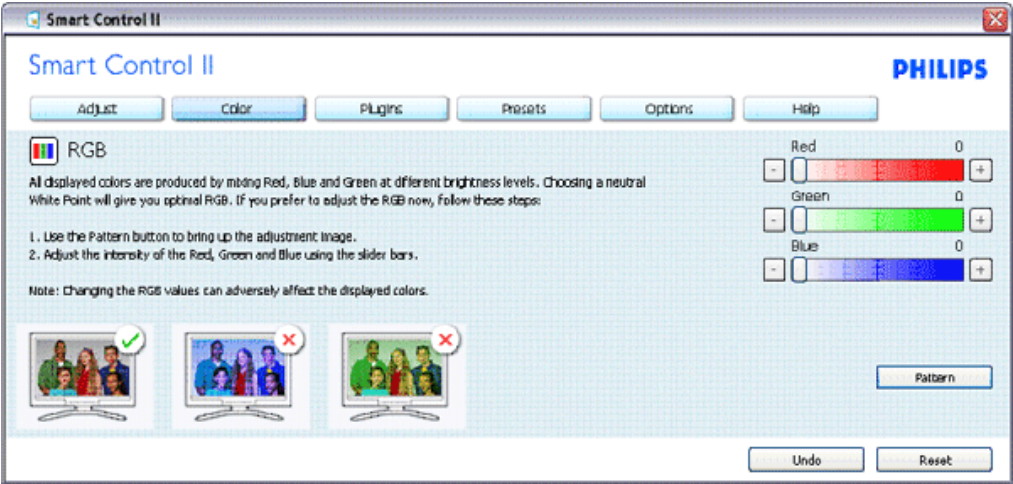 Smart Control II
Smart Control II
PHILIPS
Adjust Color Plugins Presets Options Help
RGB
All displayed colors are produced by mixing Red, Blue and Green at different brightness levels. Choosing a neutral
White Point will give you optimal RGB. If you prefer to adjust the RGB now, follow these steps:
1. Use the Pattern button to bring up the adjustment image.
2. Adjust the intensity of the Red, Green and Blue using the slider bars.
Note: Changing the RGB values can adversely affect the displayed colors.
Red 0
- +
Green 0
- +
Blue 0
- +
Pattern
Undo Reset